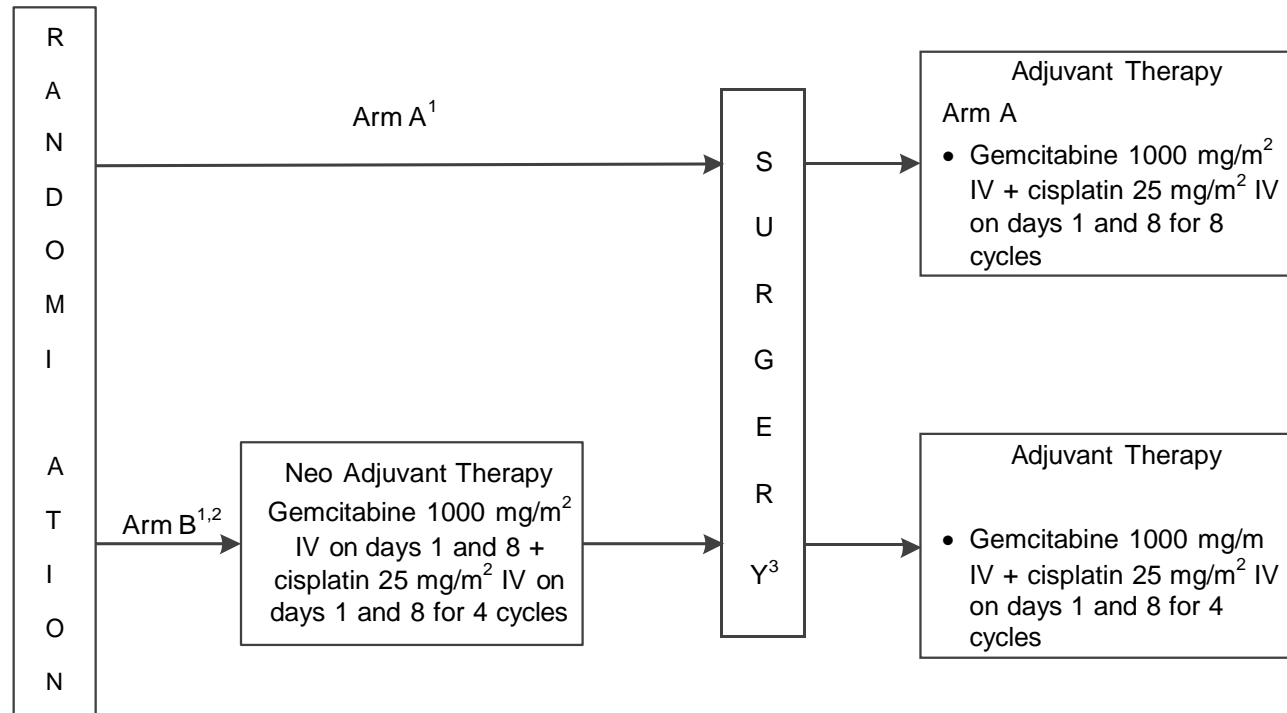 R
A
N
D
O
M
I
A
T
I
O
N
Arm A¹
Arm B¹,²
Neo Adjuvant Therapy
Gemcitabine 1000 mg/m²
IV on days 1 and 8 +
cisplatin 25 mg/m² IV on
days 1 and 8 for 4 cycles
S
U
R
G
E
R
Y³
Adjuvant Therapy
Arm A
• Gemcitabine 1000 mg/m²
IV + cisplatin 25 mg/m² IV
on days 1 and 8 for 8
cycles
Adjuvant Therapy
• Gemcitabine 1000 mg/m
IV + cisplatin 25 mg/m² IV
on days 1 and 8 for 4
cycles